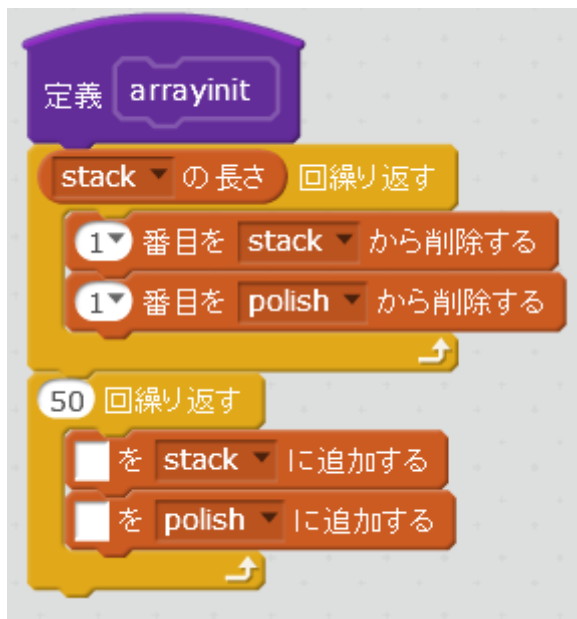 定義 arrayinit
stack の長さ 回繰り返す
1 番目を stack から削除する
1 番目を polish から削除する
50 回繰り返す
を stack に追加する
を polish に追加する